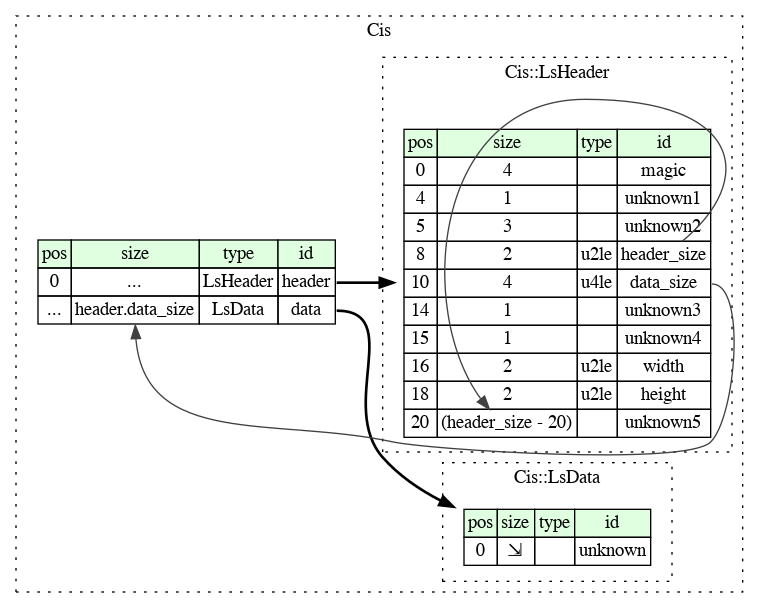 Cis
Cis::LsHeader
pos size type id
0 4 magic
4 1 unknown1
5 3 unknown2
8 2 u2le header_size
10 4 u4le data_size
14 1 unknown3
15 1 unknown4
16 2 u2le width
18 2 u2le height
20 (header_size - 20) unknown5
pos size type id
0 ... LsHeader header
... header.data_size LsData data
Cis::LsData
pos size type id
0 ⇲ unknown